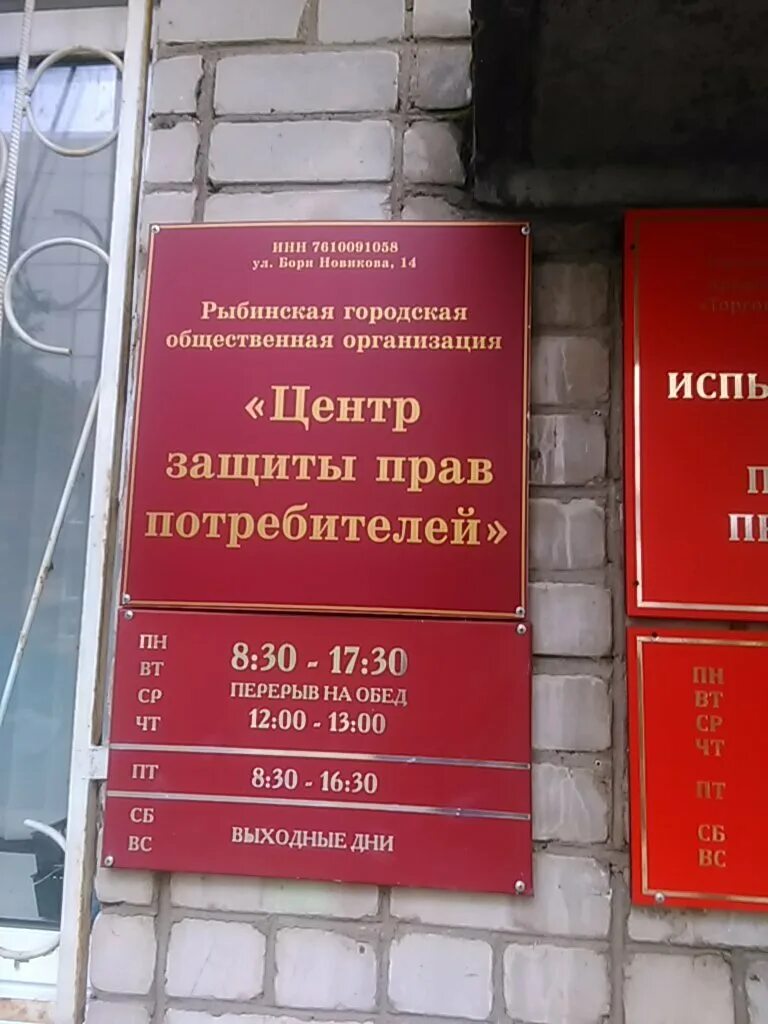 ИНН 7610091058
ул. Бори Новикова, 14
Рыбинская городская
общественная организация
«Центр
защиты прав
потребителей»
ПН
ВТ
СР
ЧТ
8:30 - 17:30
ПЕРЕРЫВ НА ОБЕД
12:00 - 13:00
ПТ
8:30 - 16:30
СБ
ВС
ВЫХОДНЫЕ ДНИ
ПН
ВТ
СР
ЧТ
ПТ
СБ
ВС